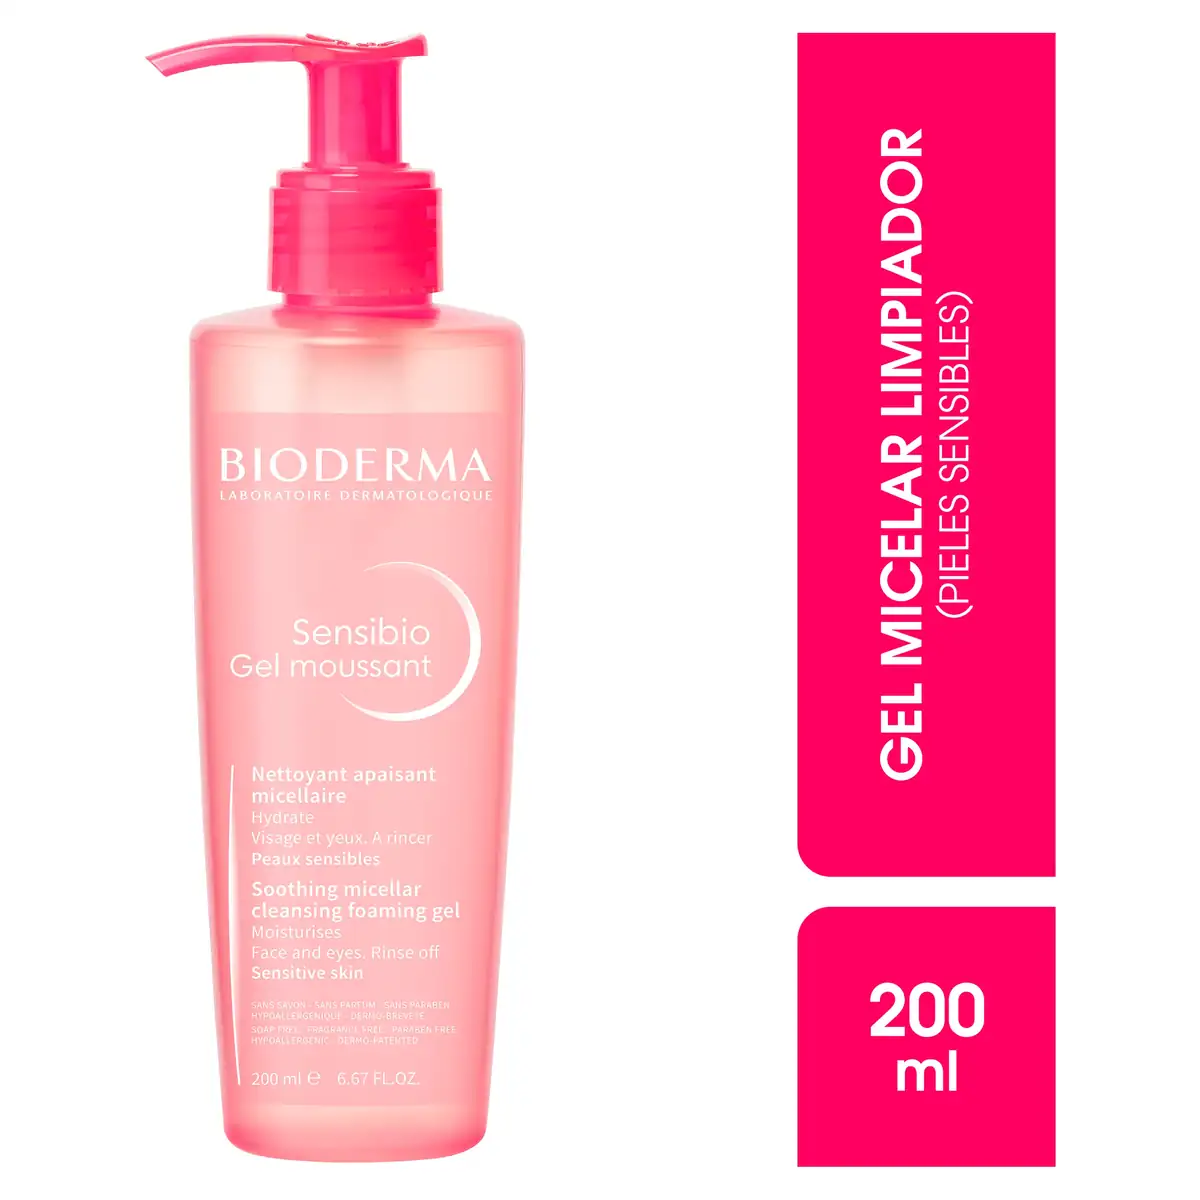 BIODERMA
LABORATOIRE DERMATOLOGIQUE
Sensibio
Gel moussant
Nettoyant apaisant
micellaire
Hydrate
Visage et yeux. A rincer
Peaux sensibles
Soothing micellar
cleansing foaming gel
Moisturises
Face and eyes. Rinse off
Sensitive skin
SANS SAVON - SANS PARFUM - SANS PARABEN
HYPOALLERGÉNIQUE - DERMO-BREVETÉ
SOAP FREE - FRAGRANCE FREE - PARABEN FREE
HYPOALLERGENIC - DERMO-PATENTED
200 ml ℮ 6.67 FL.OZ.
GEL MICELAR LIMPIADOR
(PIELES SENSIBLES)
200
ml